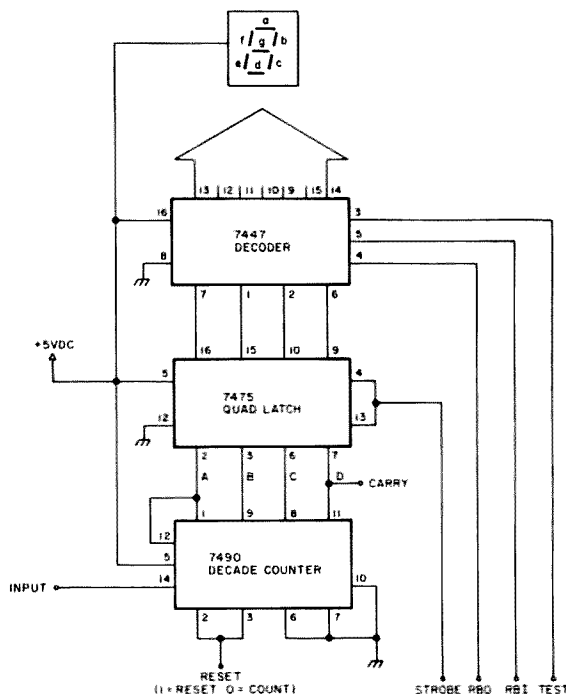 a
f g b
e d c
13 12 11 10 9 15 14
16
3
7447
DECODER
5
8
4
7 1 2 6
+5VDC
16 15 10 9
5
4
7475
QUAD LATCH
12
13
2 3 6 7
A B C D
CARRY
1 9 8 11
12
5
7490
DECADE COUNTER
10
14
INPUT
2 3 6 7
RESET
(1=RESET 0=COUNT)
STROBE RBO RBI TEST